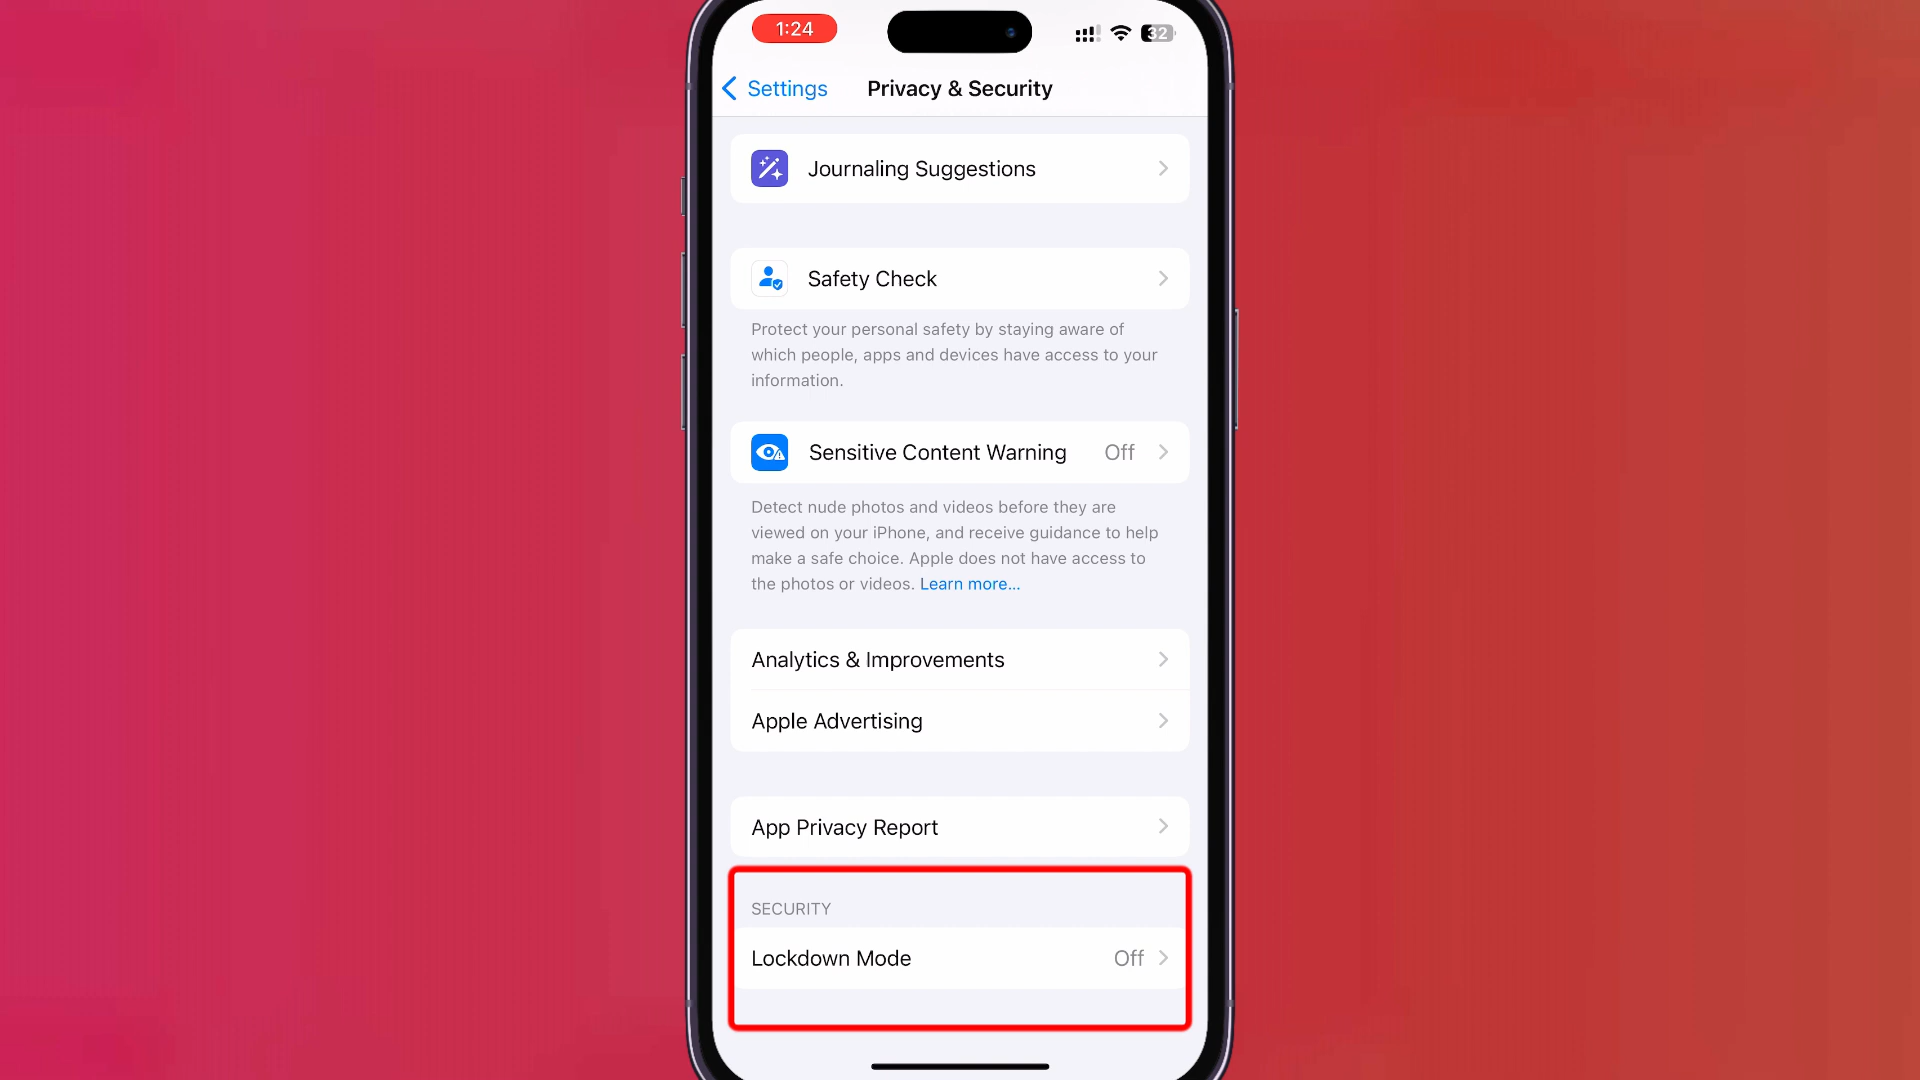 1:24
32
Settings
Privacy & Security
Journaling Suggestions
Safety Check
Protect your personal safety by staying aware of
which people, apps and devices have access to your
information.
Sensitive Content Warning Off
Detect nude photos and videos before they are
viewed on your iPhone, and receive guidance to help
make a safe choice. Apple does not have access to
the photos or videos. Learn more...
Analytics & Improvements
Apple Advertising
App Privacy Report
SECURITY
Lockdown Mode Off